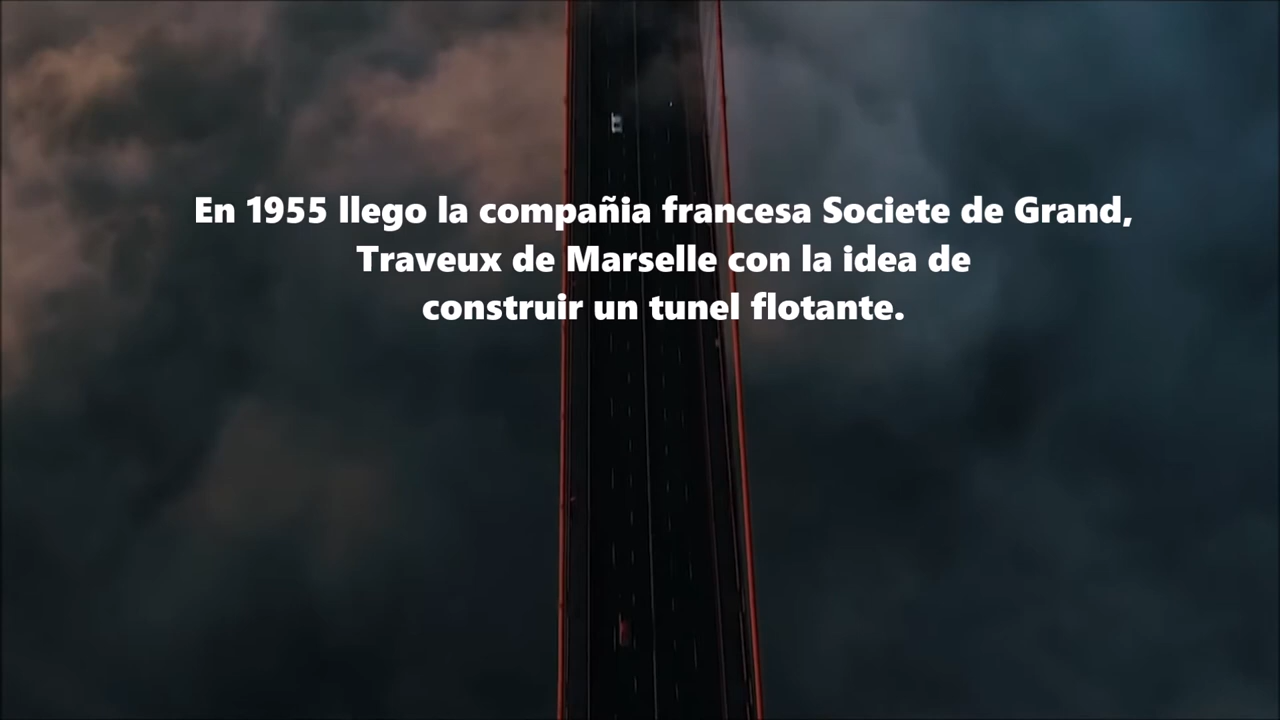 En 1955 llego la compañia francesa Societe de Grand,
Traveux de Marselle con la idea de
construir un tunel flotante.